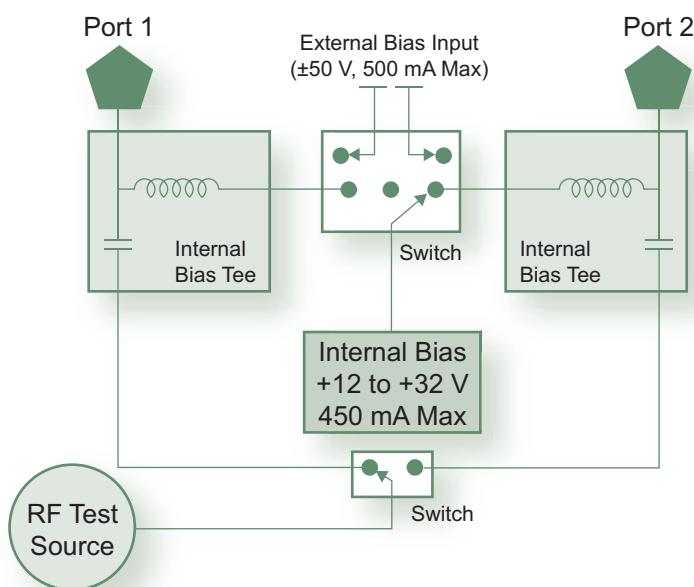 Port 1
External Bias Input
(±50 V, 500 mA Max)
Port 2
Internal
Bias Tee
Switch
Internal
Bias Tee
Internal Bias
+12 to +32 V
450 mA Max
RF Test
Source
Switch